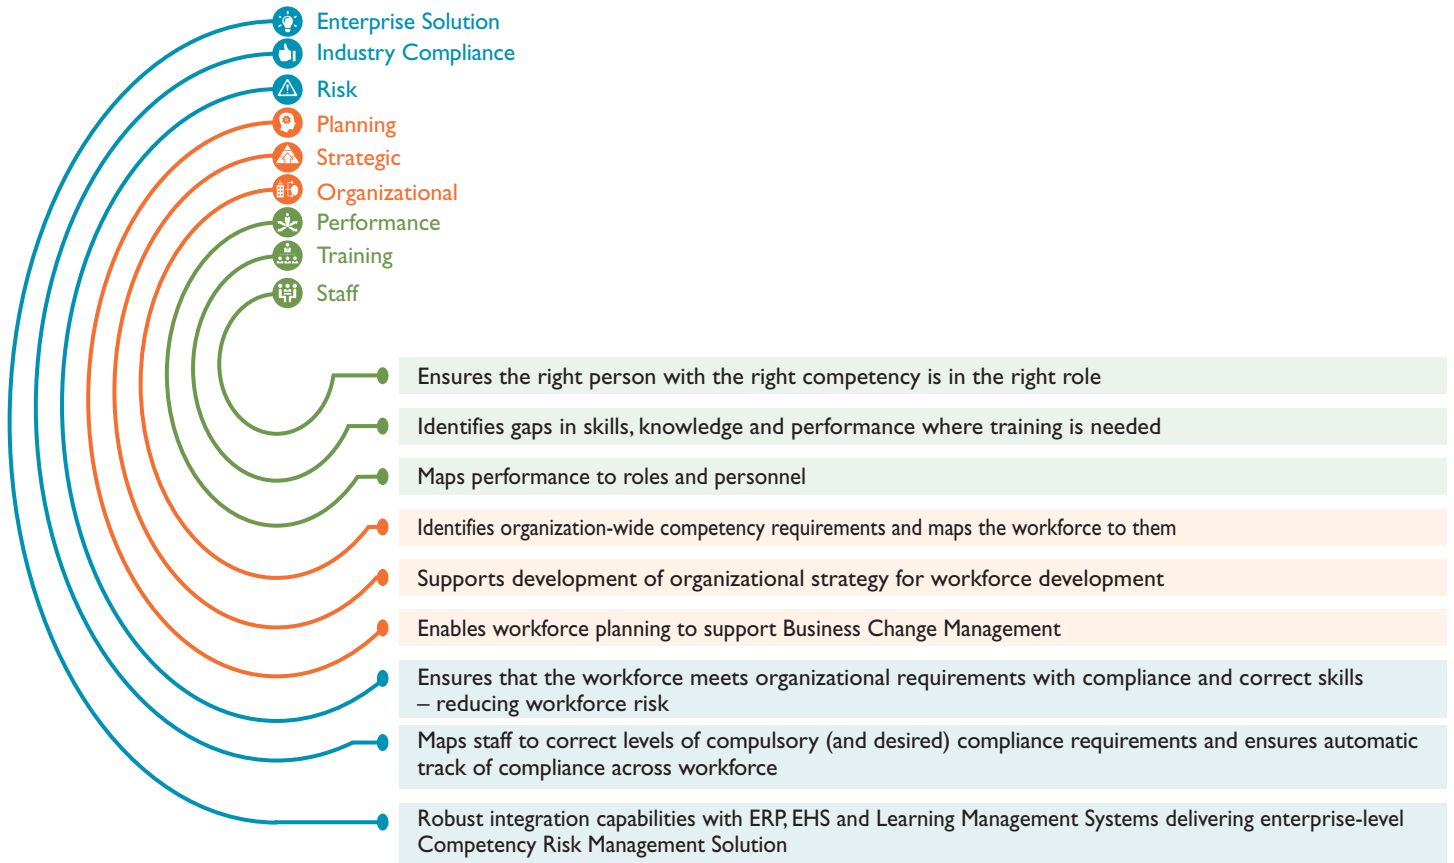 Enterprise Solution
Industry Compliance
Risk
Planning
Strategic
Organizational
Performance
Training
Staff
Ensures the right person with the right competency is in the right role
Identifies gaps in skills, knowledge and performance where training is needed
Maps performance to roles and personnel
Identifies organization-wide competency requirements and maps the workforce to them
Supports development of organizational strategy for workforce development
Enables workforce planning to support Business Change Management
Ensures that the workforce meets organizational requirements with compliance and correct skills
– reducing workforce risk
Maps staff to correct levels of compulsory (and desired) compliance requirements and ensures automatic
track of compliance across workforce
Robust integration capabilities with ERP, EHS and Learning Management Systems delivering enterprise-level
Competency Risk Management Solution